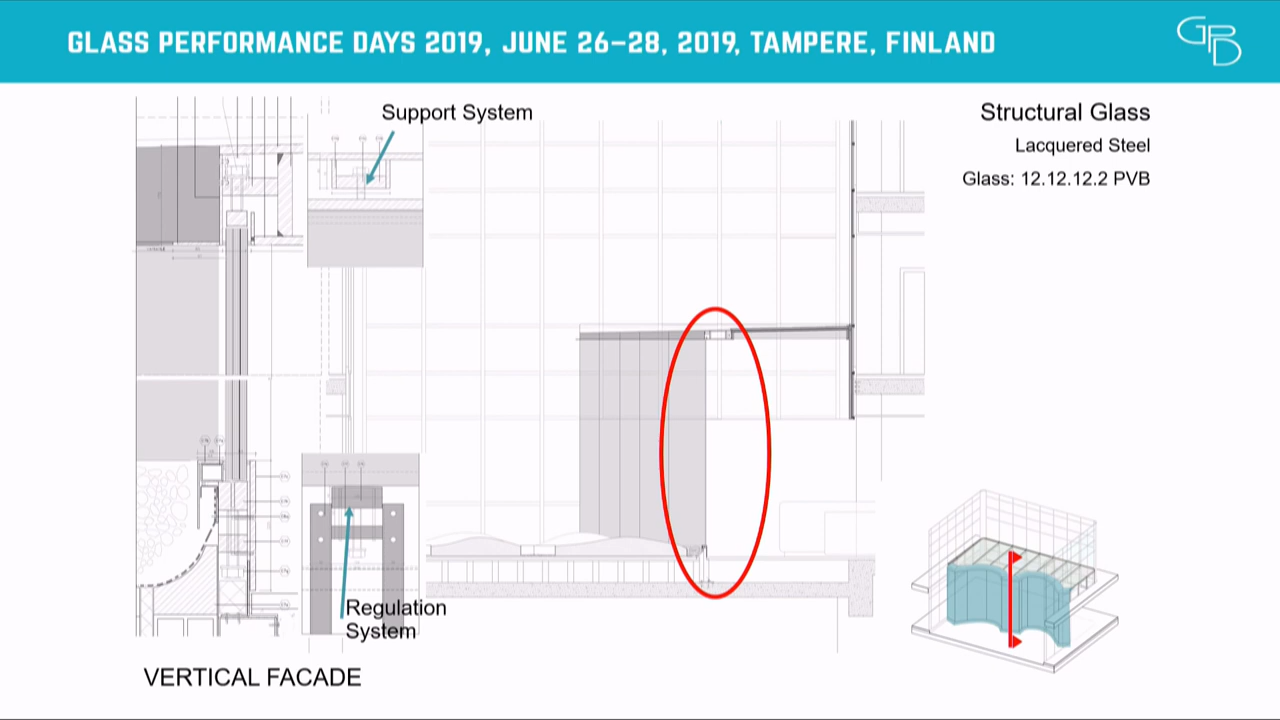 GLASS PERFORMANCE DAYS 2019, JUNE 26–28, 2019, TAMPERE, FINLAND
GPD
Support System
Structural Glass
Lacquered Steel
Glass: 12.12.12.2 PVB
Regulation
System
VERTICAL FACADE